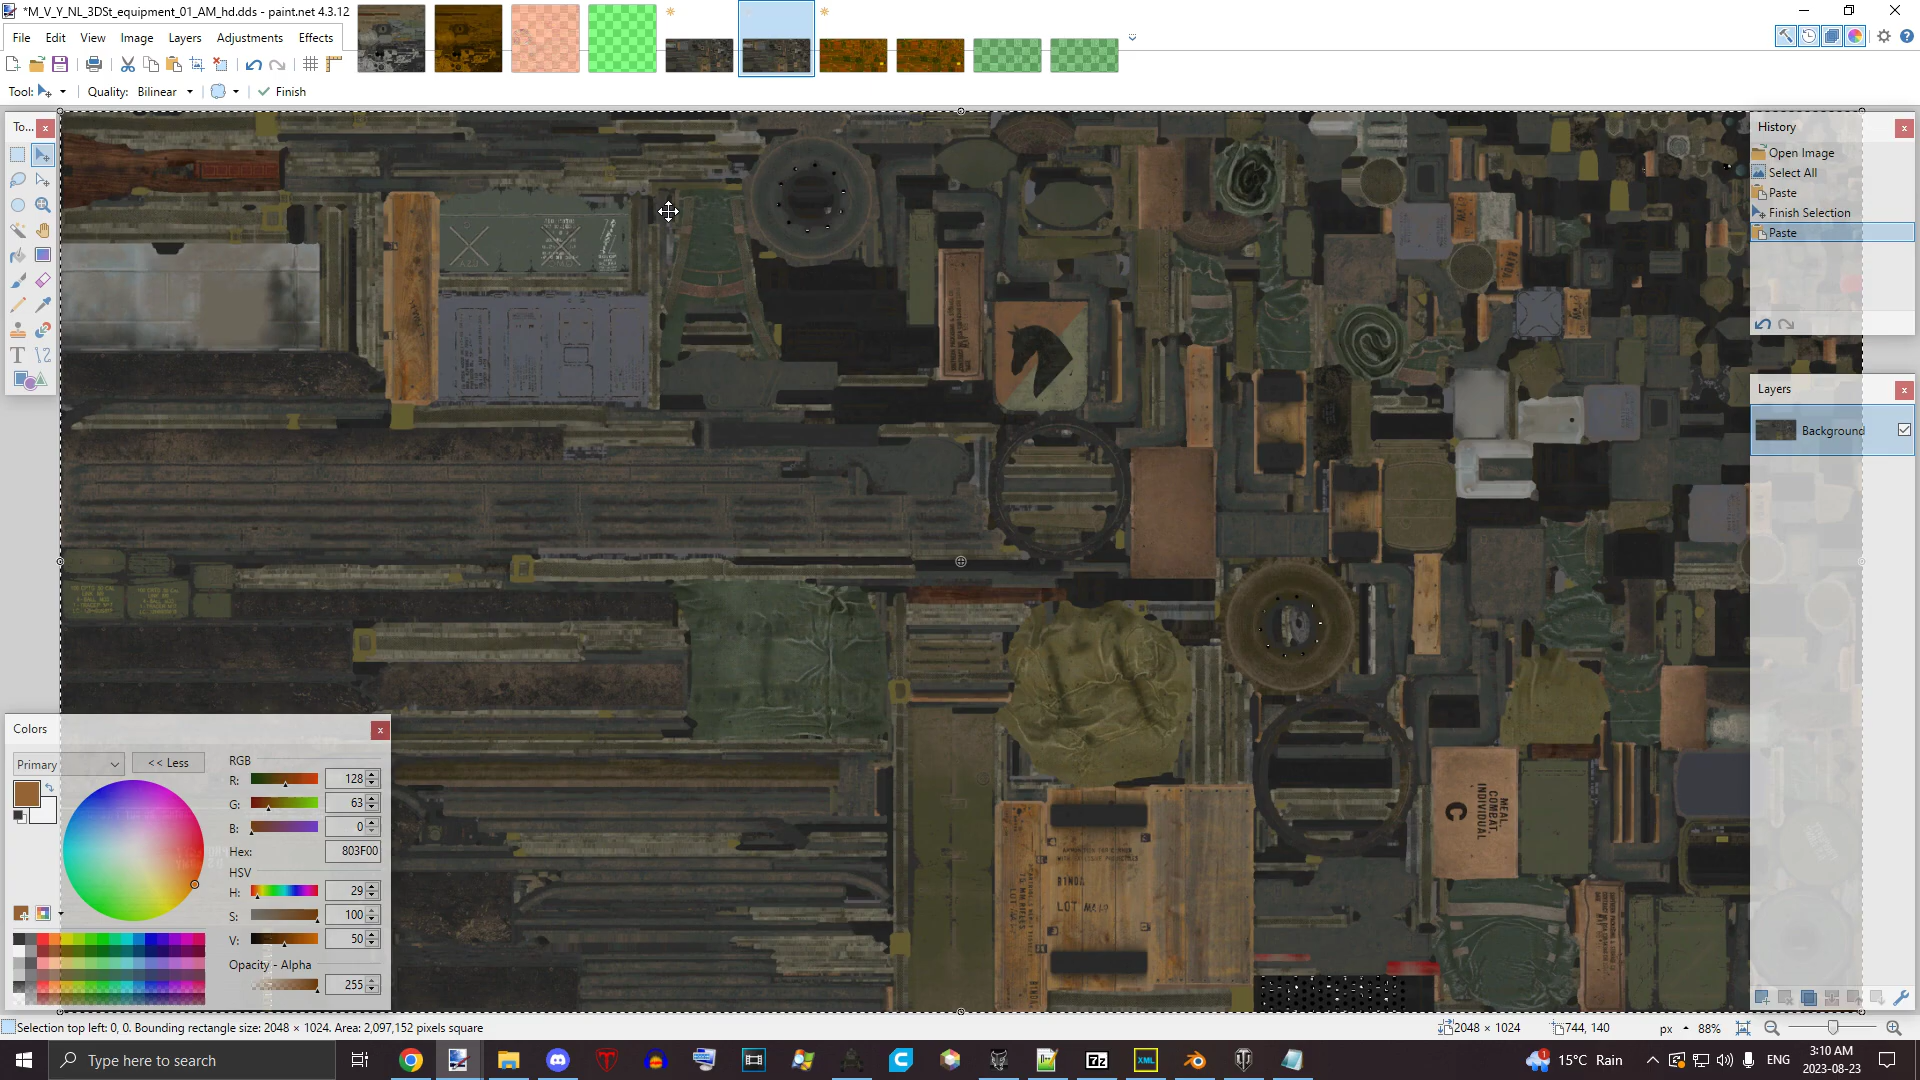 *M_V_Y_NL_3DSt_equipment_01_AM_hd.dds - paint.net 4.3.12
File Edit View Image Layers Adjustments Effects
Tool: Quality: Bilinear Finish
To...
History
Open Image
Select All
Paste
Finish Selection
Paste
Layers
Background
MEAL,
COMBAT,
INDIVIDUAL
C
LOT
Colors
Primary
<< Less
RGB
R: 128
G: 63
B: 0
Hex: 803F00
HSV
H: 29
S: 100
V: 50
Opacity - Alpha
255
Selection top left: 0, 0. Bounding rectangle size: 2048 × 1024. Area: 2,097,152 pixels square
2048 × 1024
744, 140
px
88%
Type here to search
7z
XML
1
15°C Rain
ENG
3:10 AM
2023-08-23